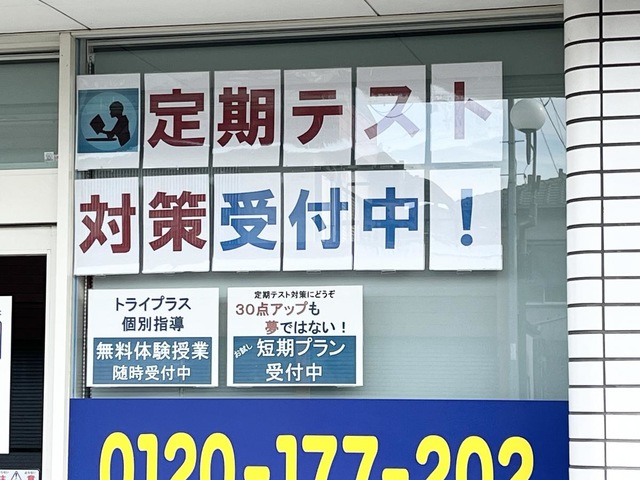 定期テスト
対策受付中！
トライプラス
個別指導
無料体験授業
随時受付中
定期テスト対策にどうぞ
30点アップも
夢ではない！
お試し 短期プラン
受付中
0120-177-202